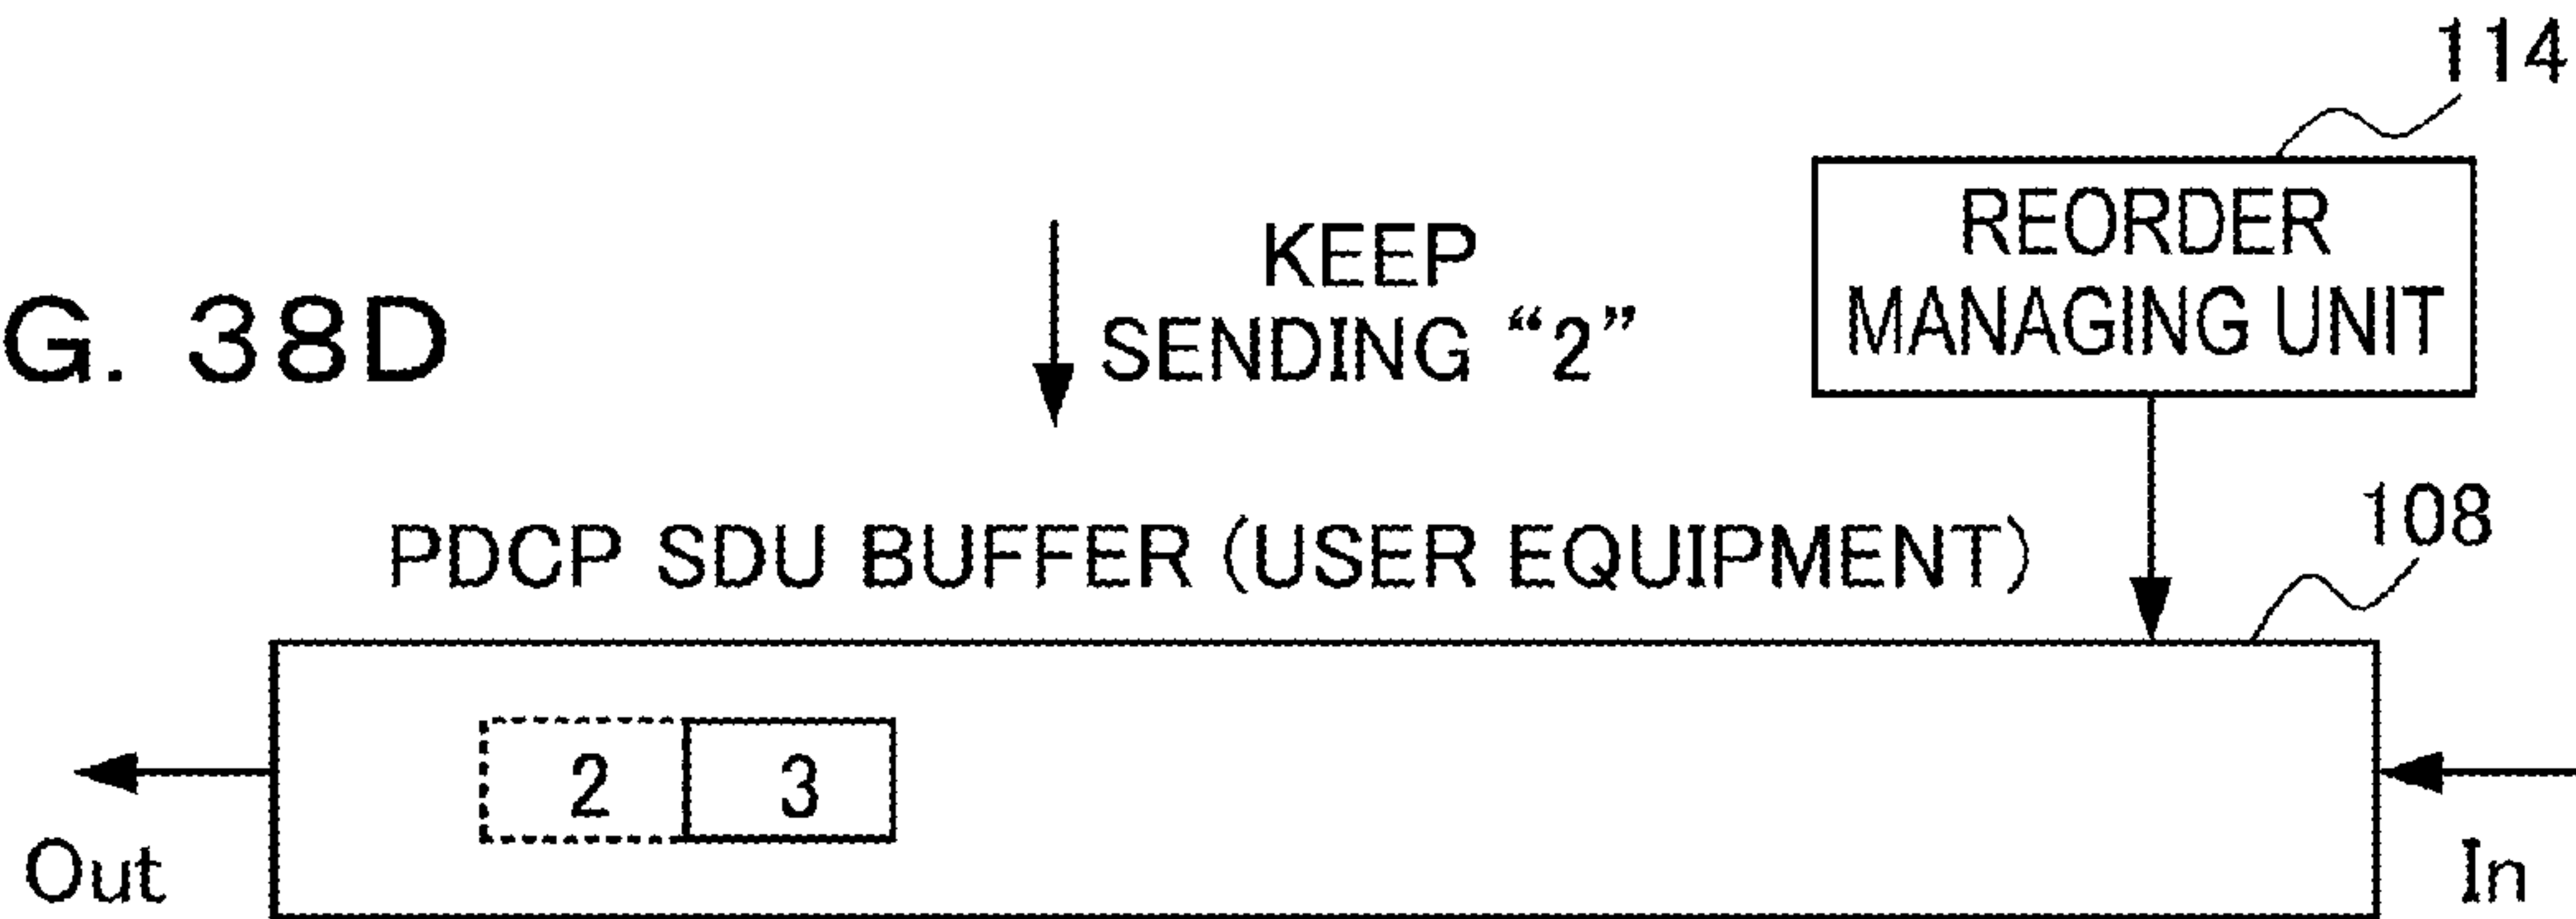 114
REORDER
MANAGING UNIT
KEEP
SENDING “2”
G. 38D
108
PDCP SDU BUFFER (USER EQUIPMENT)
2 3
Out
In